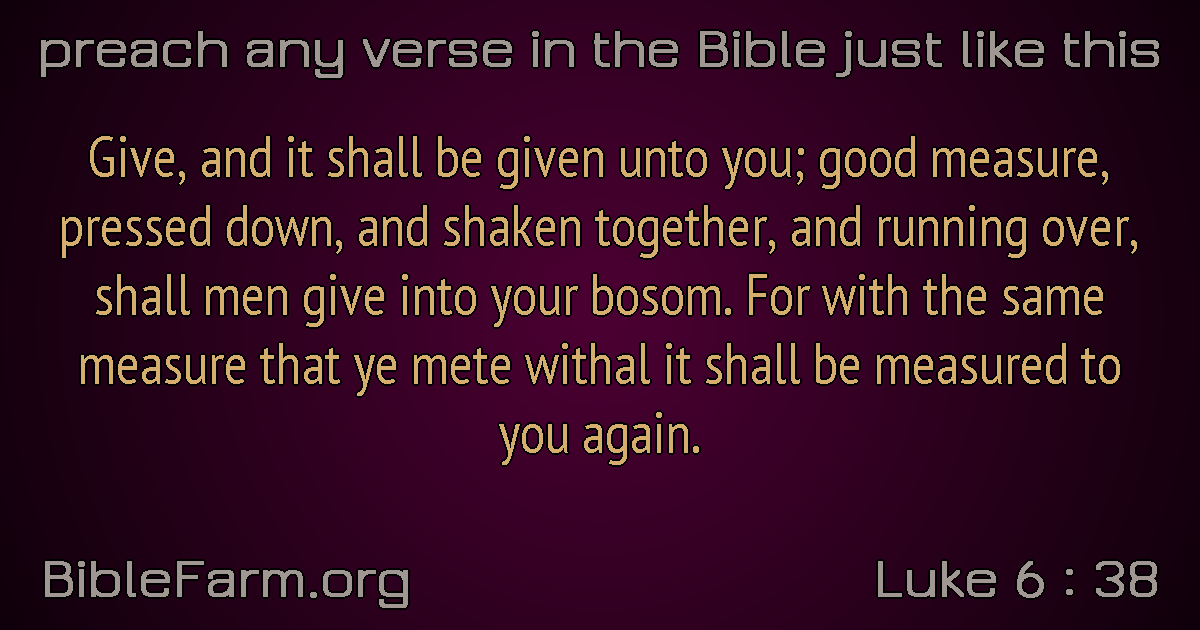 preach any verse in the Bible just like this
Give, and it shall be given unto you; good measure,
pressed down, and shaken together, and running over,
shall men give into your bosom. For with the same
measure that ye mete withal it shall be measured to
you again.
BibleFarm.org
Luke 6 : 38